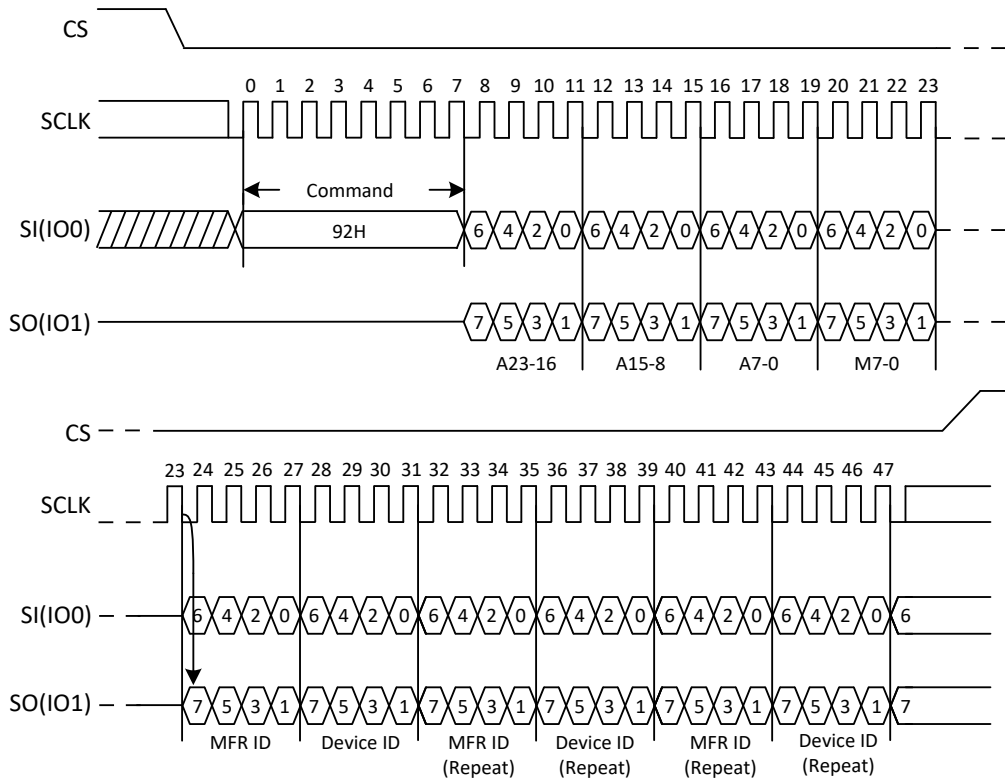 CS
0 1 2 3 4 5 6 7 8 9 10 11 12 13 14 15 16 17 18 19 20 21 22 23
SCLK
Command
SI(IO0) 92H 6 4 2 0 6 4 2 0 6 4 2 0 6 4 2 0
SO(IO1) 7 5 3 1 7 5 3 1 7 5 3 1 7 5 3 1
A23-16 A15-8 A7-0 M7-0
CS
23 24 25 26 27 28 29 30 31 32 33 34 35 36 37 38 39 40 41 42 43 44 45 46 47
SCLK
SI(IO0) 6 4 2 0 6 4 2 0 6 4 2 0 6 4 2 0 6 4 2 0 6 4 2 0 6
SO(IO1) 7 5 3 1 7 5 3 1 7 5 3 1 7 5 3 1 7 5 3 1 7 5 3 1 7
MFR ID Device ID MFR ID Device ID MFR ID Device ID
(Repeat) (Repeat) (Repeat) (Repeat)